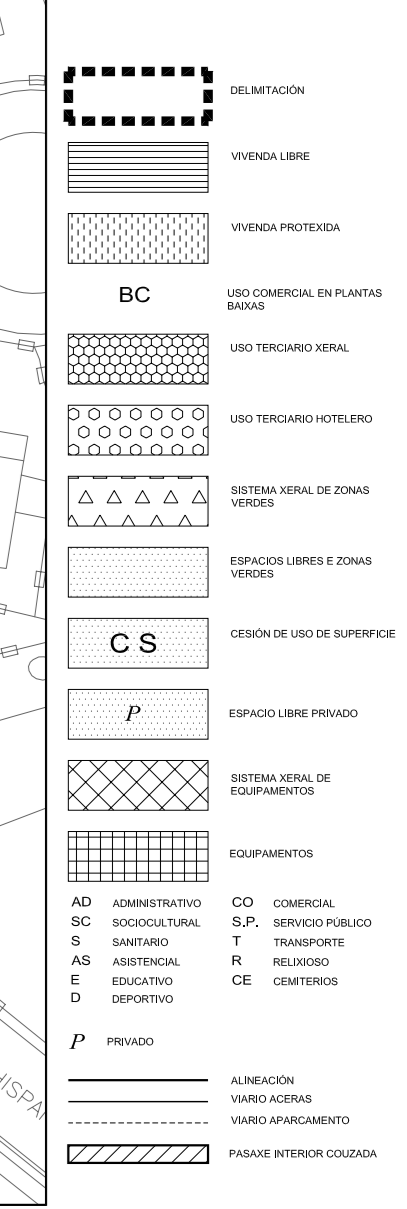 DELIMITACIÓN
VIVENDA LIBRE
VIVENDA PROTEXIDA
BC USO COMERCIAL EN PLANTAS
BAIXAS
USO TERCIARIO XERAL
USO TERCIARIO HOTELERO
SISTEMA XERAL DE ZONAS
VERDES
ESPACIOS LIBRES E ZONAS
VERDES
C S CESIÓN DE USO DE SUPERFICIE
P ESPACIO LIBRE PRIVADO
SISTEMA XERAL DE
EQUIPAMENTOS
EQUIPAMENTOS
AD ADMINISTRATIVO CO COMERCIAL
SC SOCIOCULTURAL S.P. SERVICIO PÚBLICO
S SANITARIO T TRANSPORTE
AS ASISTENCIAL R RELIXIOSO
E EDUCATIVO CE CEMITERIOS
D DEPORTIVO
P PRIVADO
ALINEACIÓN
VIARIO ACERAS
VIARIO APARCAMENTO
PASAXE INTERIOR COUZADA